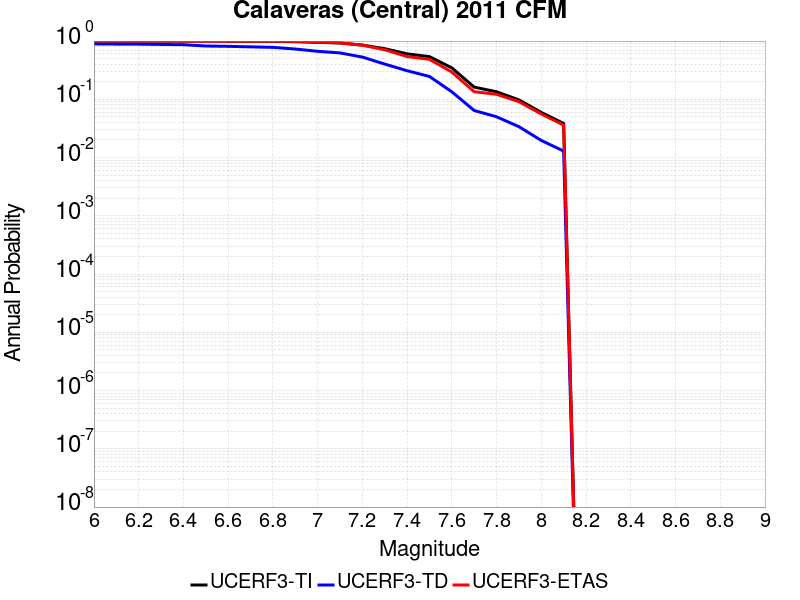 Calaveras (Central) 2011 CFM
Annual Probability
10^0
10^-1
10^-2
10^-3
10^-4
10^-5
10^-6
10^-7
10^-8
6 6.2 6.4 6.6 6.8 7 7.2 7.4 7.6 7.8 8 8.2 8.4 8.6 8.8 9
Magnitude
UCERF3-TI UCERF3-TD UCERF3-ETAS